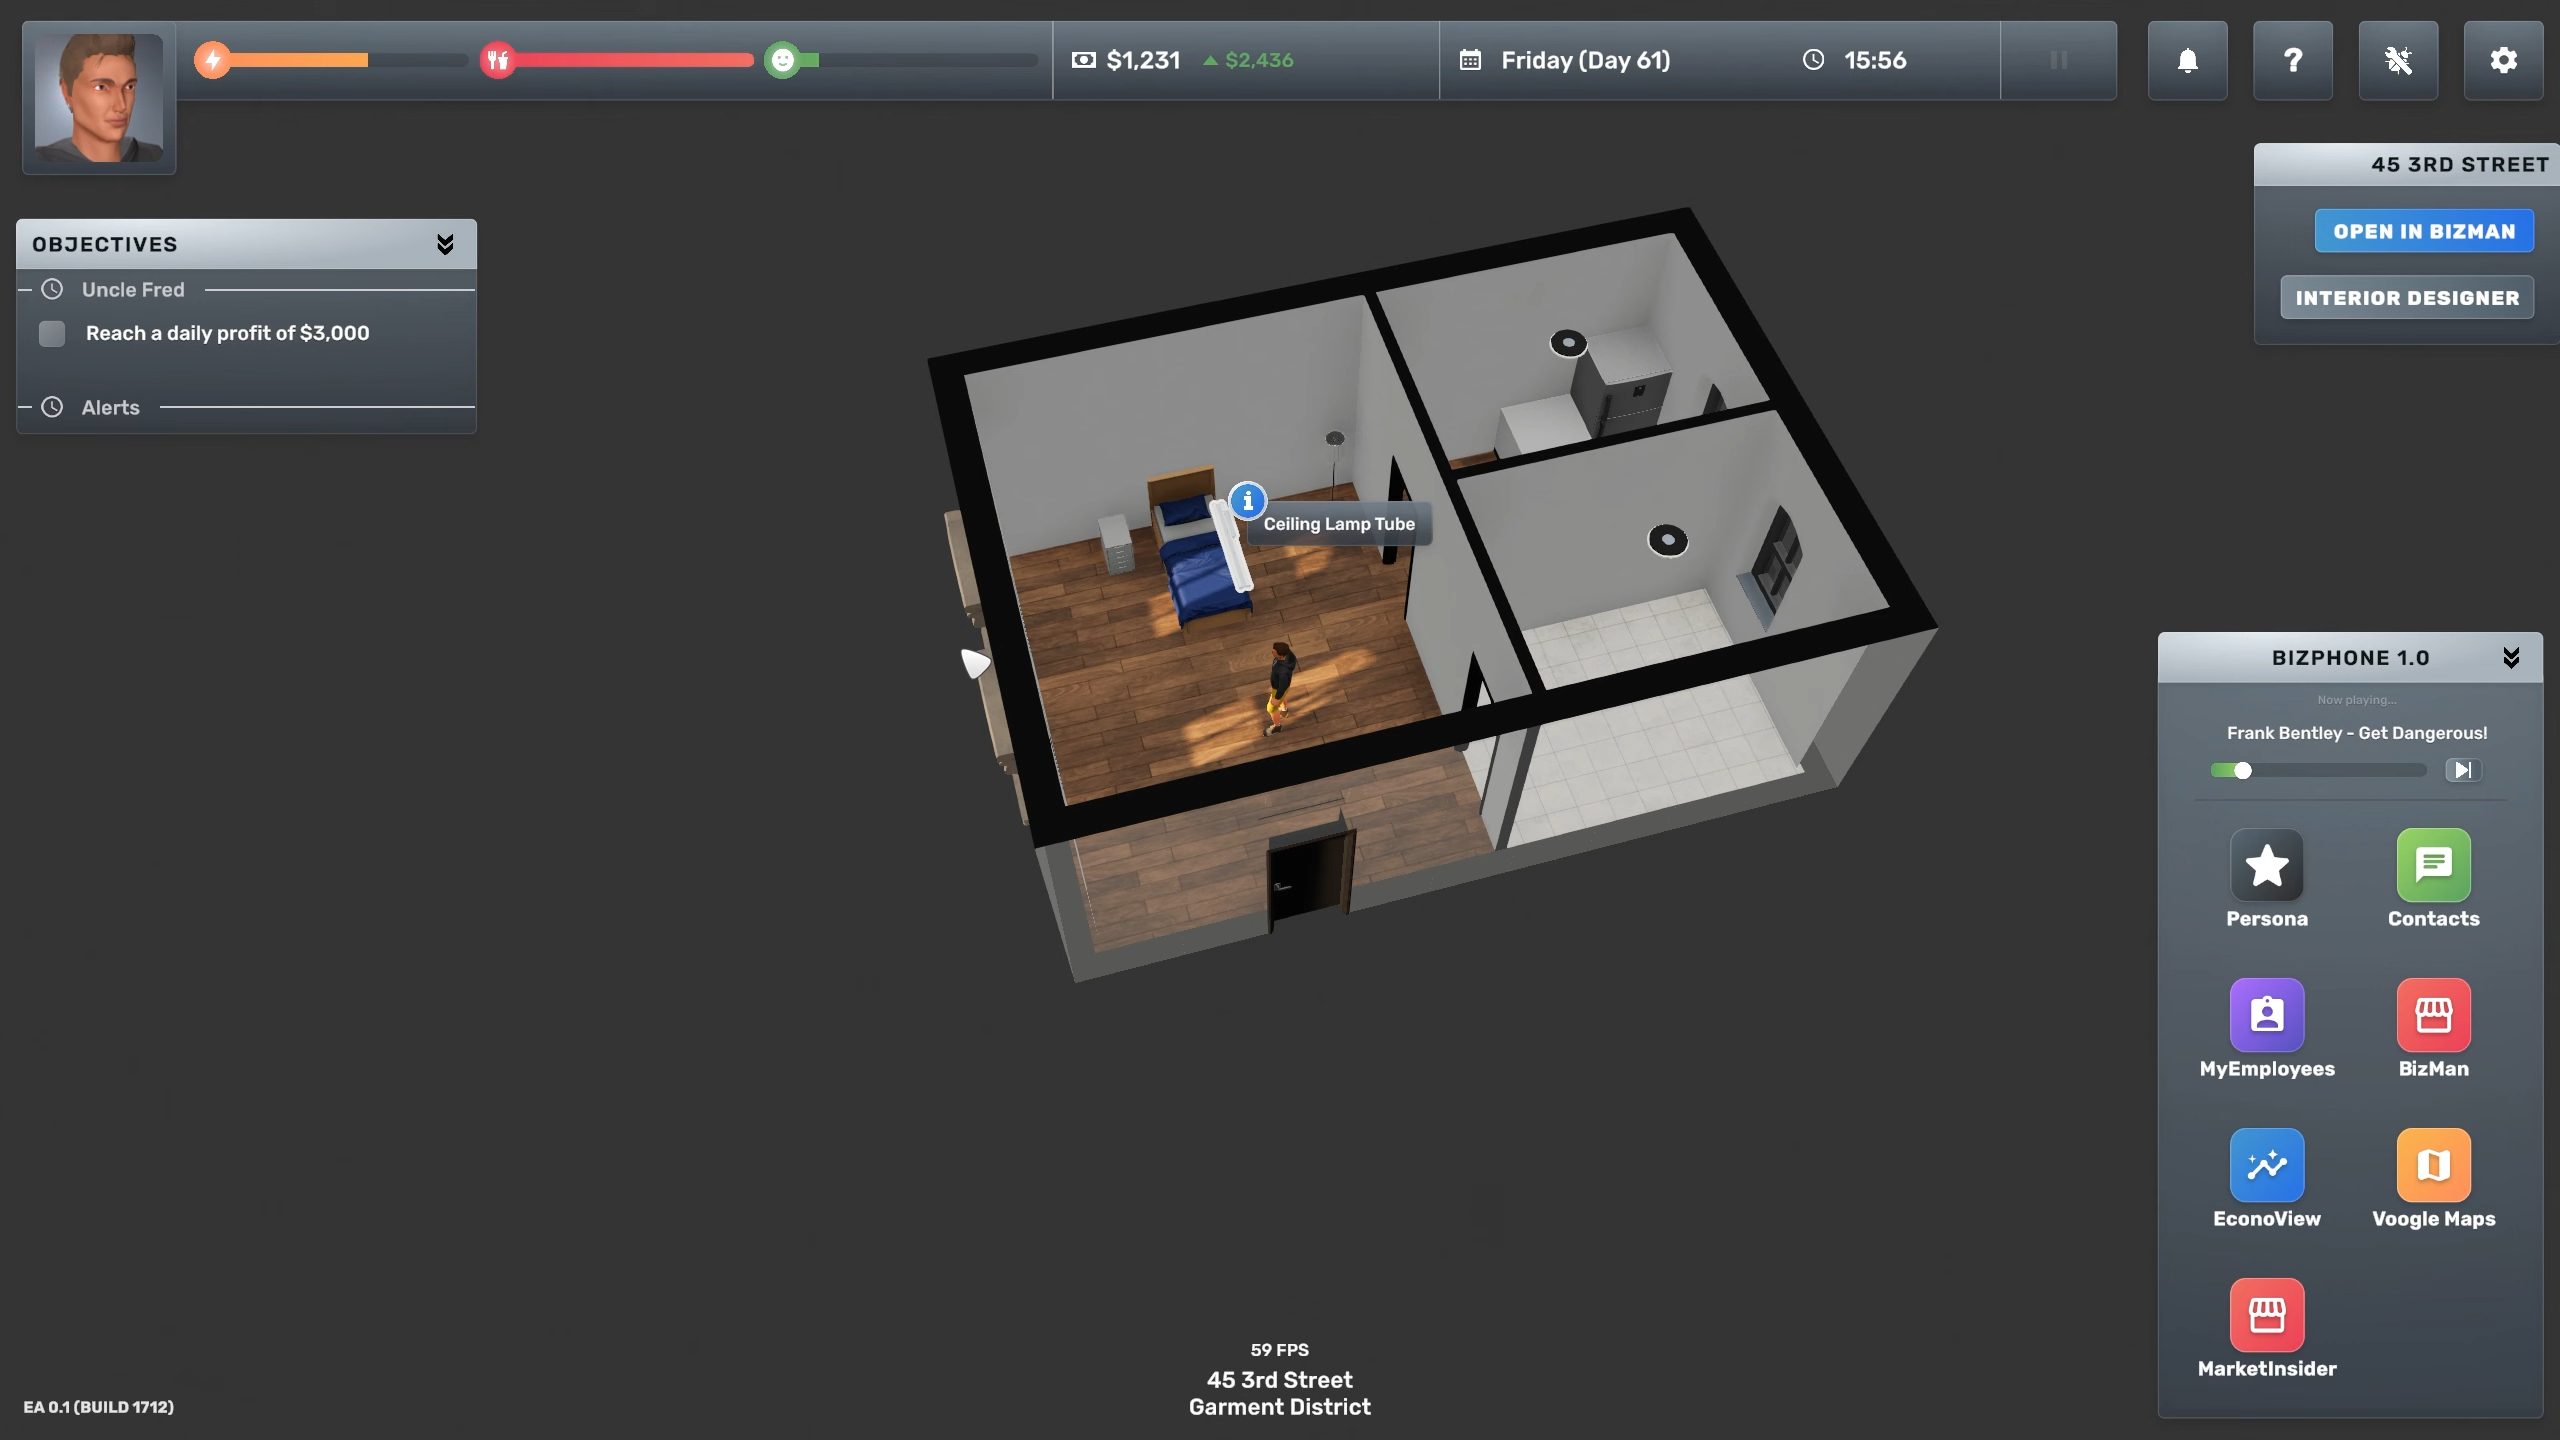 $1,231
$2,436
Friday (Day 61)
15:56
?
45 3RD STREET
OPEN IN BIZMAN
INTERIOR DESIGNER
OBJECTIVES
Uncle Fred
Reach a daily profit of $3,000
Alerts
i
Ceiling Lamp Tube
BIZPHONE 1.0
Now playing...
Frank Bentley - Get Dangerous!
Persona
Contacts
MyEmployees
BizMan
EconoView
Voogle Maps
MarketInsider
59 FPS
45 3rd Street
Garment District
EA 0.1 (BUILD 1712)